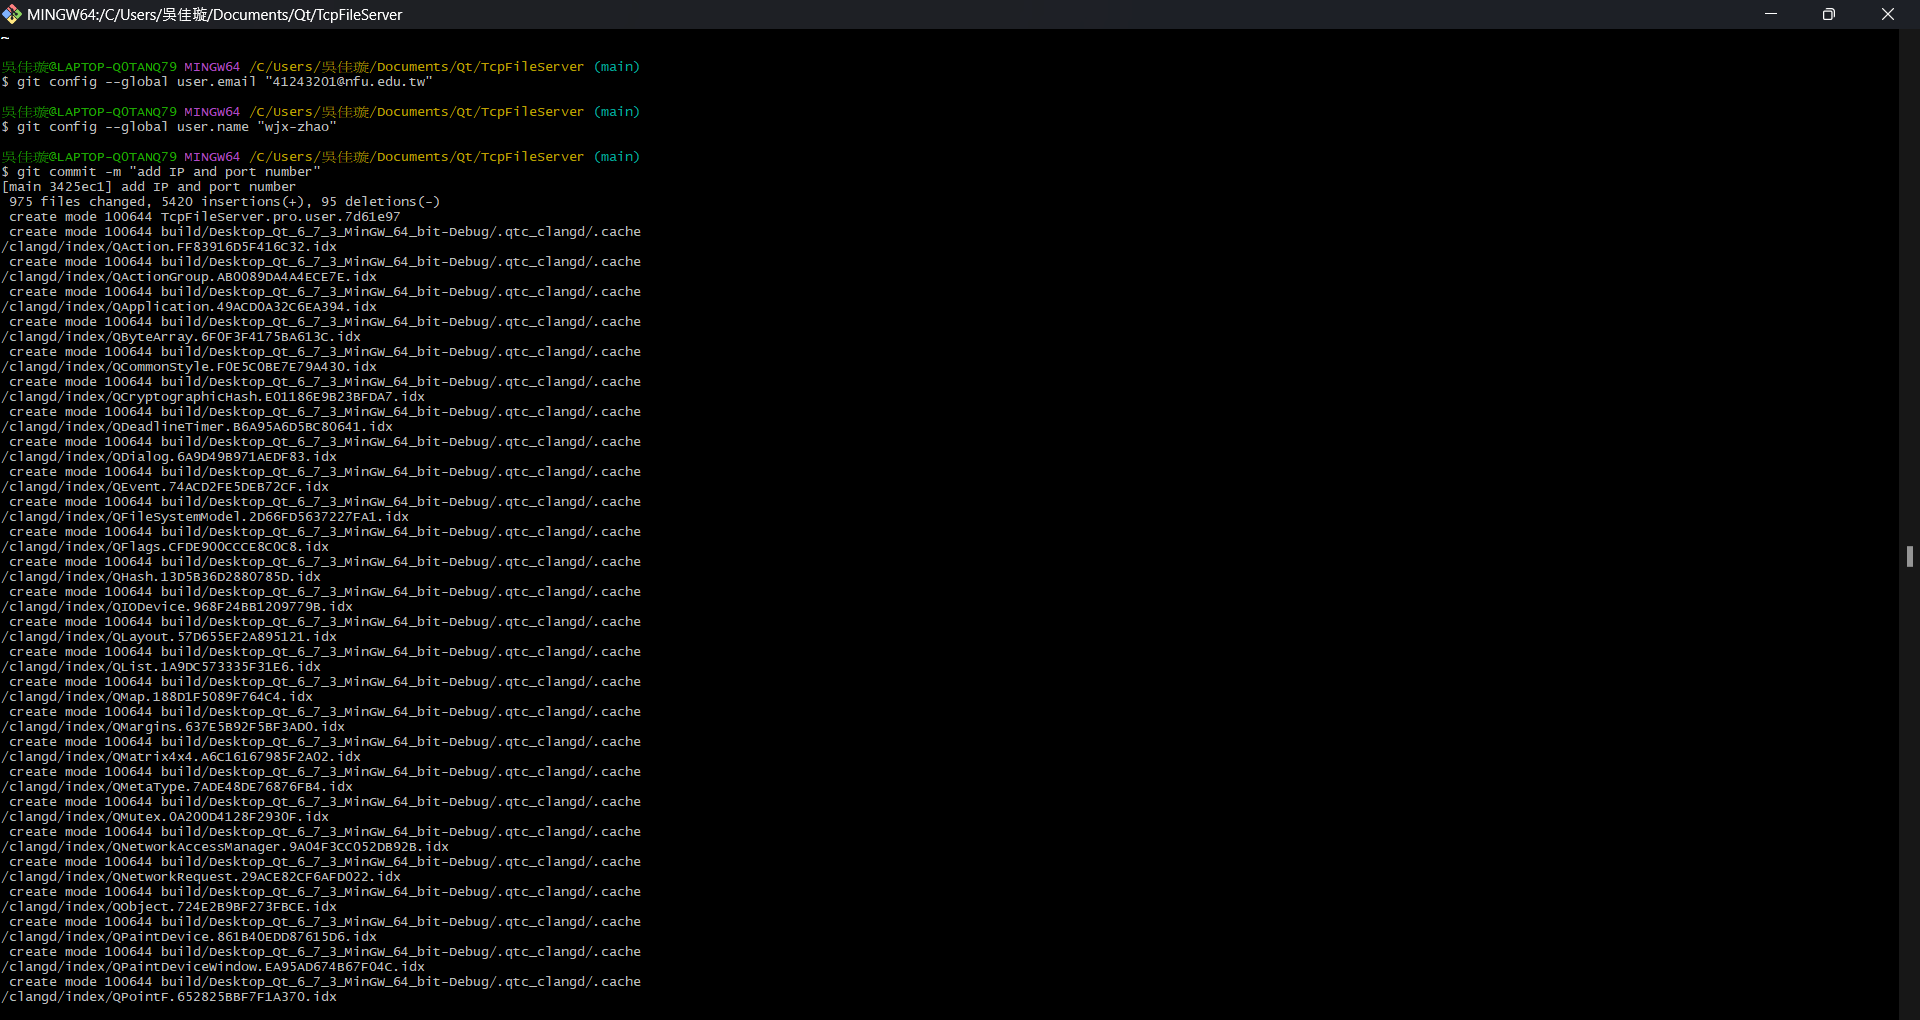 MINGW64:/C/Users/吳佳璇/Documents/Qt/TcpFileServer
~
吳佳璇@LAPTOP-Q0TANQ79 MINGW64 /C/Users/吳佳璇/Documents/Qt/TcpFileServer (main)
$ git config --global user.email "41243201@nfu.edu.tw"
吳佳璇@LAPTOP-Q0TANQ79 MINGW64 /C/Users/吳佳璇/Documents/Qt/TcpFileServer (main)
$ git config --global user.name "wjx-zhao"
吳佳璇@LAPTOP-Q0TANQ79 MINGW64 /C/Users/吳佳璇/Documents/Qt/TcpFileServer (main)
$ git commit -m "add IP and port number"
[main 3425ec1] add IP and port number
975 files changed, 5420 insertions(+), 95 deletions(-)
create mode 100644 TcpFileServer.pro.user.7d61e97
create mode 100644 build/Desktop_Qt_6_7_3_MinGW_64_bit-Debug/.qtc_clangd/.cache
/clangd/index/QAction.FF83916D5F416C32.idx
create mode 100644 build/Desktop_Qt_6_7_3_MinGW_64_bit-Debug/.qtc_clangd/.cache
/clangd/index/QActionGroup.AB0089DA4A4ECE7E.idx
create mode 100644 build/Desktop_Qt_6_7_3_MinGW_64_bit-Debug/.qtc_clangd/.cache
/clangd/index/QApplication.49ACD0A32C6EA394.idx
create mode 100644 build/Desktop_Qt_6_7_3_MinGW_64_bit-Debug/.qtc_clangd/.cache
/clangd/index/QByteArray.6F0F3F4175BA613C.idx
create mode 100644 build/Desktop_Qt_6_7_3_MinGW_64_bit-Debug/.qtc_clangd/.cache
/clangd/index/QCommonStyle.F0E5C0BE7E79A430.idx
create mode 100644 build/Desktop_Qt_6_7_3_MinGW_64_bit-Debug/.qtc_clangd/.cache
/clangd/index/QCryptographicHash.E01186E9B23BFDA7.idx
create mode 100644 build/Desktop_Qt_6_7_3_MinGW_64_bit-Debug/.qtc_clangd/.cache
/clangd/index/QDeadlineTimer.B6A95A6D5BC80641.idx
create mode 100644 build/Desktop_Qt_6_7_3_MinGW_64_bit-Debug/.qtc_clangd/.cache
/clangd/index/QDialog.6A9D49B971AEDF83.idx
create mode 100644 build/Desktop_Qt_6_7_3_MinGW_64_bit-Debug/.qtc_clangd/.cache
/clangd/index/QEvent.74ACD2FE5DEB72CF.idx
create mode 100644 build/Desktop_Qt_6_7_3_MinGW_64_bit-Debug/.qtc_clangd/.cache
/clangd/index/QFileSystemModel.2D66FD5637227FA1.idx
create mode 100644 build/Desktop_Qt_6_7_3_MinGW_64_bit-Debug/.qtc_clangd/.cache
/clangd/index/QFlags.CFDE900CCCE8C0C8.idx
create mode 100644 build/Desktop_Qt_6_7_3_MinGW_64_bit-Debug/.qtc_clangd/.cache
/clangd/index/QHash.13D5B36D2880785D.idx
create mode 100644 build/Desktop_Qt_6_7_3_MinGW_64_bit-Debug/.qtc_clangd/.cache
/clangd/index/QIODevice.968F24BB1209779B.idx
create mode 100644 build/Desktop_Qt_6_7_3_MinGW_64_bit-Debug/.qtc_clangd/.cache
/clangd/index/QLayout.57D655EF2A895121.idx
create mode 100644 build/Desktop_Qt_6_7_3_MinGW_64_bit-Debug/.qtc_clangd/.cache
/clangd/index/QList.1A9DC573335F31E6.idx
create mode 100644 build/Desktop_Qt_6_7_3_MinGW_64_bit-Debug/.qtc_clangd/.cache
/clangd/index/QMap.188D1F5089F764C4.idx
create mode 100644 build/Desktop_Qt_6_7_3_MinGW_64_bit-Debug/.qtc_clangd/.cache
/clangd/index/QMargins.637E5B92F5BF3AD0.idx
create mode 100644 build/Desktop_Qt_6_7_3_MinGW_64_bit-Debug/.qtc_clangd/.cache
/clangd/index/QMatrix4x4.A6C16167985F2A02.idx
create mode 100644 build/Desktop_Qt_6_7_3_MinGW_64_bit-Debug/.qtc_clangd/.cache
/clangd/index/QMetaType.7ADE48DE76876FB4.idx
create mode 100644 build/Desktop_Qt_6_7_3_MinGW_64_bit-Debug/.qtc_clangd/.cache
/clangd/index/QMutex.0A200D4128F2930F.idx
create mode 100644 build/Desktop_Qt_6_7_3_MinGW_64_bit-Debug/.qtc_clangd/.cache
/clangd/index/QNetworkAccessManager.9A04F3CC052DB92B.idx
create mode 100644 build/Desktop_Qt_6_7_3_MinGW_64_bit-Debug/.qtc_clangd/.cache
/clangd/index/QNetworkRequest.29ACE82CF6AFD022.idx
create mode 100644 build/Desktop_Qt_6_7_3_MinGW_64_bit-Debug/.qtc_clangd/.cache
/clangd/index/QObject.724E2B9BF273FBCE.idx
create mode 100644 build/Desktop_Qt_6_7_3_MinGW_64_bit-Debug/.qtc_clangd/.cache
/clangd/index/QPaintDevice.861B40EDD87615D6.idx
create mode 100644 build/Desktop_Qt_6_7_3_MinGW_64_bit-Debug/.qtc_clangd/.cache
/clangd/index/QPaintDeviceWindow.EA95AD674B67F04C.idx
create mode 100644 build/Desktop_Qt_6_7_3_MinGW_64_bit-Debug/.qtc_clangd/.cache
/clangd/index/QPointF.652825BBF7F1A370.idx